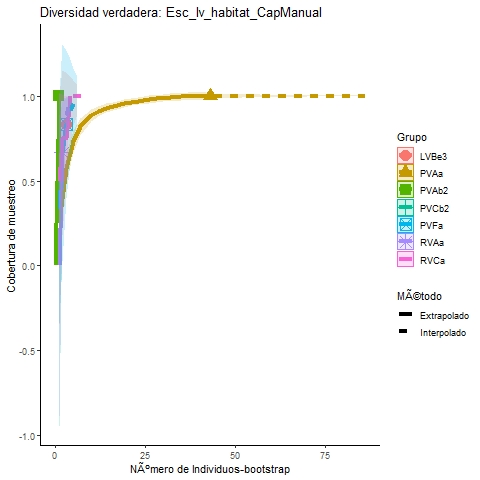 Diversidad verdadera: Esc_lv_habitat_CapManual
Cobertura de muestreo
1.0
0.5
0.0
-0.5
-1.0
0
25
50
75
NÃºmero de Individuos-bootstrap
Grupo
LVBe3
PVAa
PVAb2
PVCb2
PVFa
RVAa
RVCa
MÃ©todo
Extrapolado
Interpolado